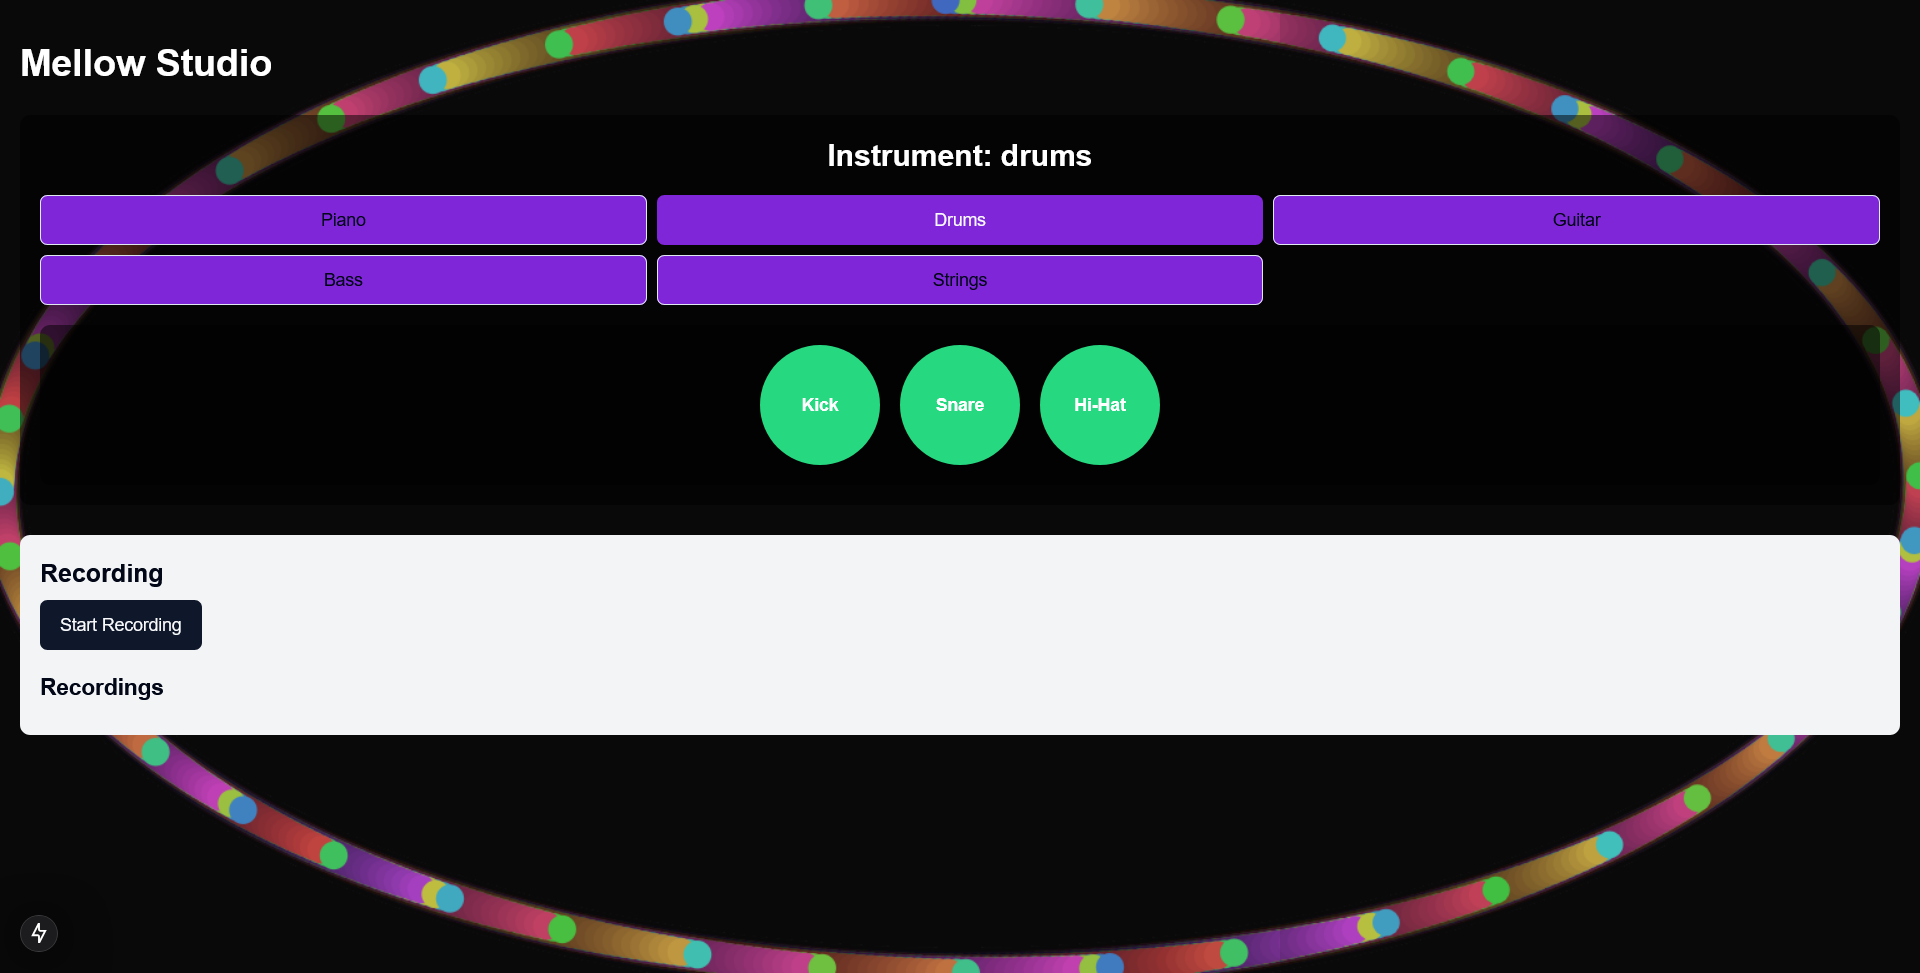 Mellow Studio
Instrument: drums
Piano
Drums
Guitar
Bass
Strings
Kick
Snare
Hi-Hat
Recording
Start Recording
Recordings